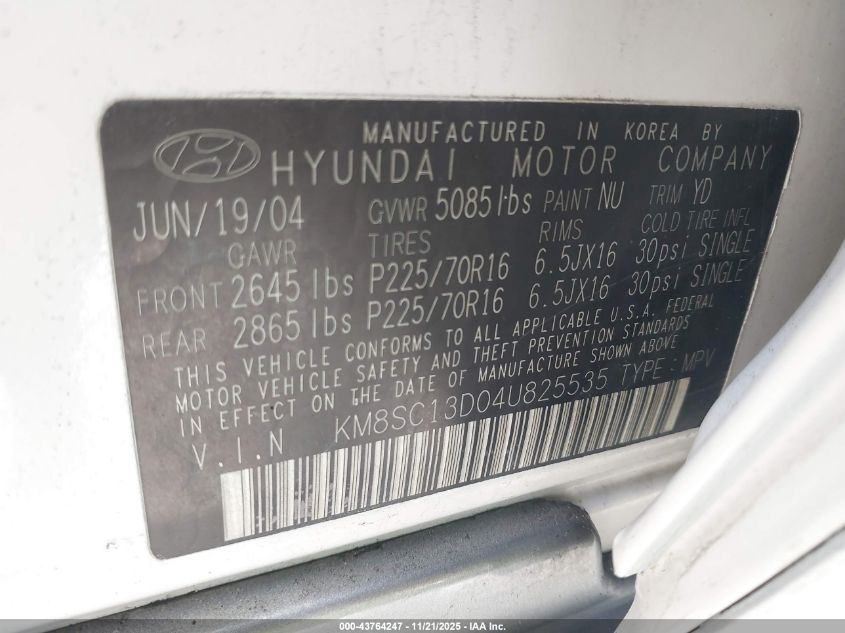 MANUFACTURED IN KOREA BY
HYUNDAI MOTOR COMPANY
JUN/19/04 GVWR 5085 lbs PAINT NU TRIM YD
GAWR TIRES RIMS COLD TIRE INFL
FRONT 2645 lbs P225/70R16 6.5JX16 30psi SINGLE
REAR 2865 lbs P225/70R16 6.5JX16 30psi SINGLE
THIS VEHICLE CONFORMS TO ALL APPLICABLE U.S.A. FEDERAL
MOTOR VEHICLE SAFETY AND THEFT PREVENTION STANDARDS
IN EFFECT ON THE DATE OF MANUFACTURE SHOWN ABOVE
V.I.N KM8SC13D04U825535 TYPE : MPV
000-43764247 — 11/21/2025 — IAA Inc.